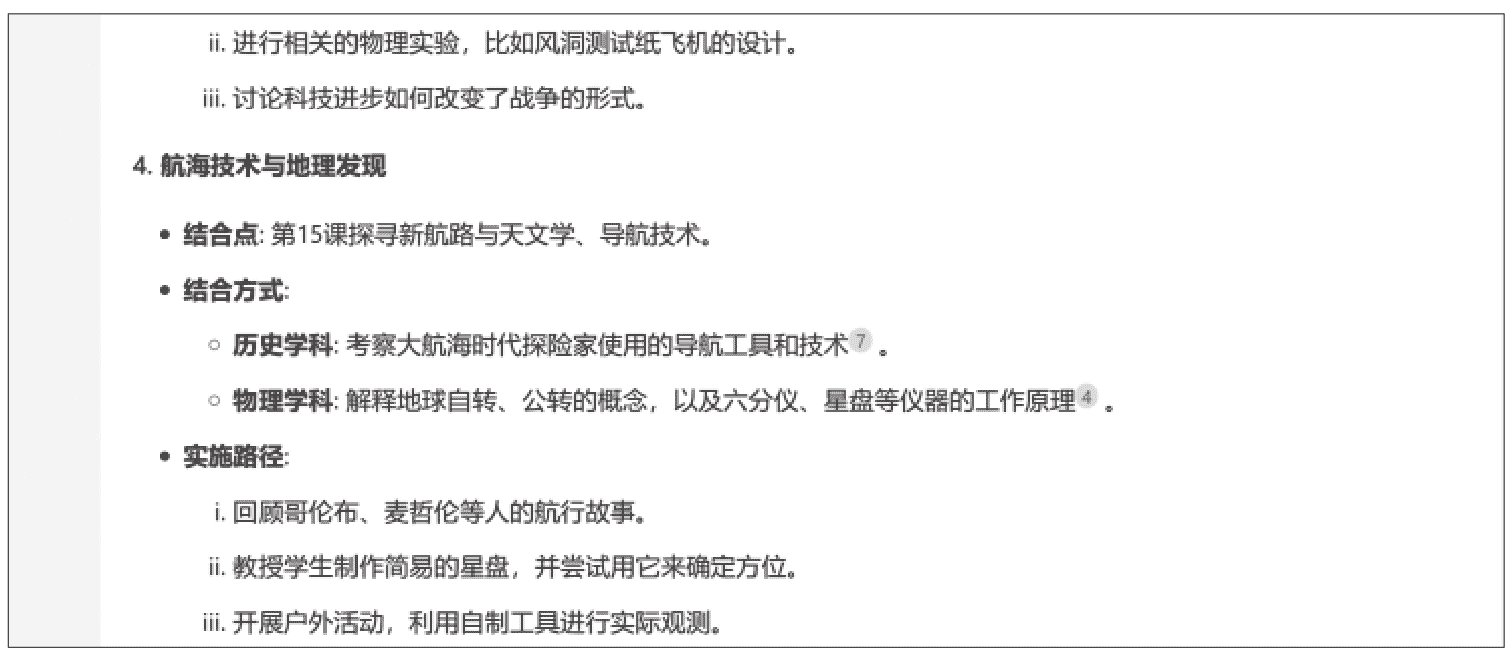 ii. 进行相关的物理实验，比如风洞测试纸飞机的设计。
iii. 讨论科技进步如何改变了战争的形式。
4. 航海技术与地理发现
• 结合点: 第15课探寻新航路与天文学、导航技术。
• 结合方式:
○ 历史学科: 考察大航海时代探险家使用的导航工具和技术 7 。
○ 物理学科: 解释地球自转、公转的概念，以及六分仪、星盘等仪器的工作原理 4 。
• 实施路径:
i. 回顾哥伦布、麦哲伦等人的航行故事。
ii. 教授学生制作简易的星盘，并尝试用它来确定方位。
iii. 开展户外活动，利用自制工具进行实际观测。